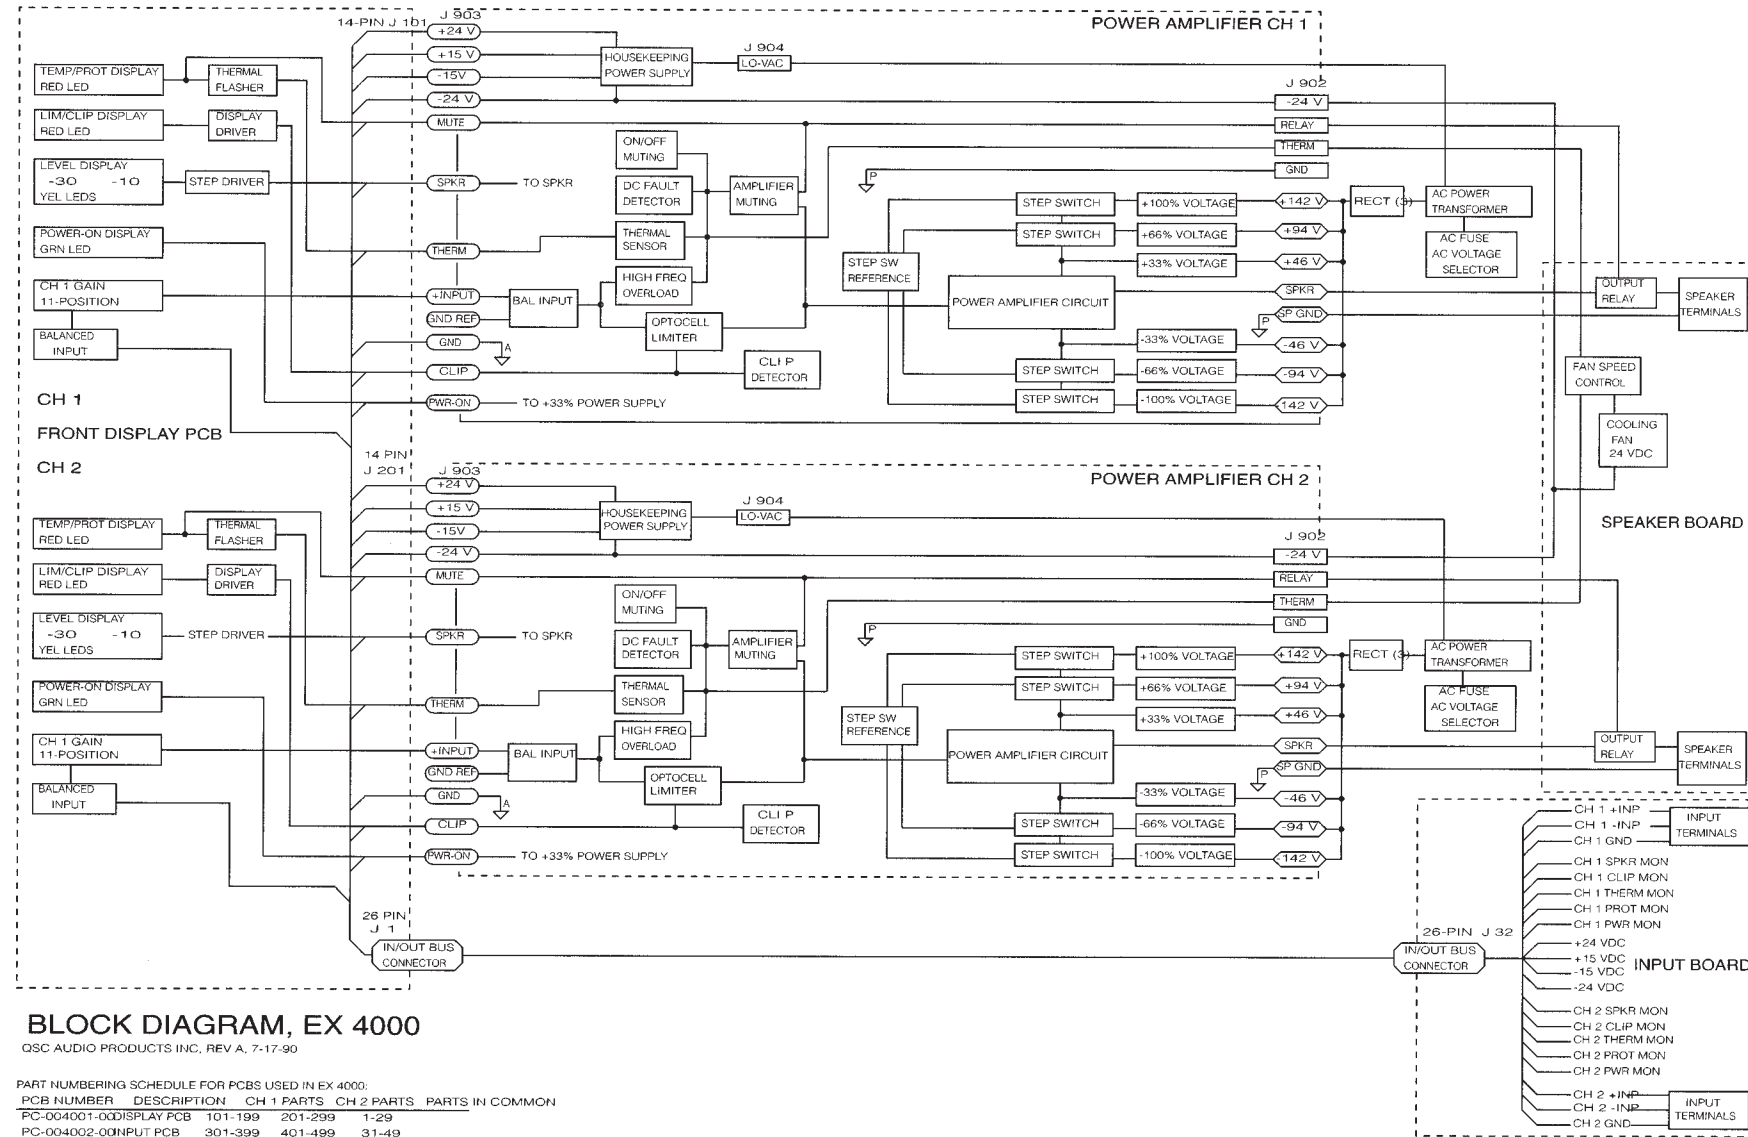 J 903
14-PIN J 101
POWER AMPLIFIER CH 1
+24 V
+15 V
-15V
-24 V
MUTE
SPKR
TO SPKR
THERM
+INPUT
GND REF
GND
A
CLIP
PWR-ON
TO +33% POWER SUPPLY
TEMP/PROT DISPLAY
RED LED
THERMAL
FLASHER
LIM/CLIP DISPLAY
RED LED
DISPLAY
DRIVER
LEVEL DISPLAY
-30 -10
YEL LEDS
STEP DRIVER
POWER-ON DISPLAY
GRN LED
CH 1 GAIN
11-POSITION
BALANCED
INPUT
CH 1
FRONT DISPLAY PCB
CH 2
HOUSEKEEPING
POWER SUPPLY
J 904
LO-VAC
ON/OFF
MUTING
DC FAULT
DETECTOR
AMPLIFIER
MUTING
THERMAL
SENSOR
HIGH FREQ
OVERLOAD
BAL INPUT
OPTOCELL
LIMITER
CLI P
DETECTOR
STEP SW
REFERENCE
POWER AMPLIFIER CIRCUIT
J 902
-24 V
RELAY
THERM
GND
P
STEP SWITCH
+100% VOLTAGE
+142 V
STEP SWITCH
+66% VOLTAGE
+94 V
+33% VOLTAGE
+46 V
SPKR
SP GND
P
-33% VOLTAGE
-46 V
STEP SWITCH
-66% VOLTAGE
-94 V
STEP SWITCH
-100% VOLTAGE
-142 V
RECT (3)
AC POWER
TRANSFORMER
AC FUSE
AC VOLTAGE
SELECTOR
OUTPUT
RELAY
SPEAKER
TERMINALS
FAN SPEED
CONTROL
COOLING
FAN
24 VDC
SPEAKER BOARD
14 PIN
J 201
J 903
POWER AMPLIFIER CH 2
+24 V
+15 V
-15V
-24 V
MUTE
SPKR
TO SPKR
THERM
+INPUT
GND REF
GND
A
CLIP
PWR-ON
TO +33% POWER SUPPLY
TEMP/PROT DISPLAY
RED LED
THERMAL
FLASHER
LIM/CLIP DISPLAY
RED LED
DISPLAY
DRIVER
LEVEL DISPLAY
-30 -10
YEL LEDS
STEP DRIVER
POWER-ON DISPLAY
GRN LED
CH 1 GAIN
11-POSITION
BALANCED
INPUT
HOUSEKEEPING
POWER SUPPLY
J 904
LO-VAC
ON/OFF
MUTING
DC FAULT
DETECTOR
AMPLIFIER
MUTING
THERMAL
SENSOR
HIGH FREQ
OVERLOAD
BAL INPUT
OPTOCELL
LIMITER
CLI P
DETECTOR
STEP SW
REFERENCE
POWER AMPLIFIER CIRCUIT
J 902
-24 V
RELAY
THERM
GND
P
STEP SWITCH
+100% VOLTAGE
+142 V
STEP SWITCH
+66% VOLTAGE
+94 V
+33% VOLTAGE
+46 V
SPKR
SP GND
P
-33% VOLTAGE
-46 V
STEP SWITCH
-66% VOLTAGE
-94 V
STEP SWITCH
-100% VOLTAGE
-142 V
RECT (3)
AC POWER
TRANSFORMER
AC FUSE
AC VOLTAGE
SELECTOR
OUTPUT
RELAY
SPEAKER
TERMINALS
26 PIN
J 1
IN/OUT BUS
CONNECTOR
26-PIN J 32
IN/OUT BUS
CONNECTOR
CH 1 +INP
CH 1 -INP
CH 1 GND
INPUT
TERMINALS
CH 1 SPKR MON
CH 1 CLIP MON
CH 1 THERM MON
CH 1 PROT MON
CH 1 PWR MON
+24 VDC
+15 VDC
-15 VDC
-24 VDC
INPUT BOARD
CH 2 SPKR MON
CH 2 CLIP MON
CH 2 THERM MON
CH 2 PROT MON
CH 2 PWR MON
CH 2 +INP
CH 2 -INP
CH 2 GND
INPUT
TERMINALS
BLOCK DIAGRAM, EX 4000
QSC AUDIO PRODUCTS INC, REV A, 7-17-90
PART NUMBERING SCHEDULE FOR PCBS USED IN EX 4000:
PCB NUMBER DESCRIPTION CH 1 PARTS CH 2 PARTS PARTS IN COMMON
PC-004001-00 DISPLAY PCB 101-199 201-299 1-29
PC-004002-00 INPUT PCB 301-399 401-499 31-49